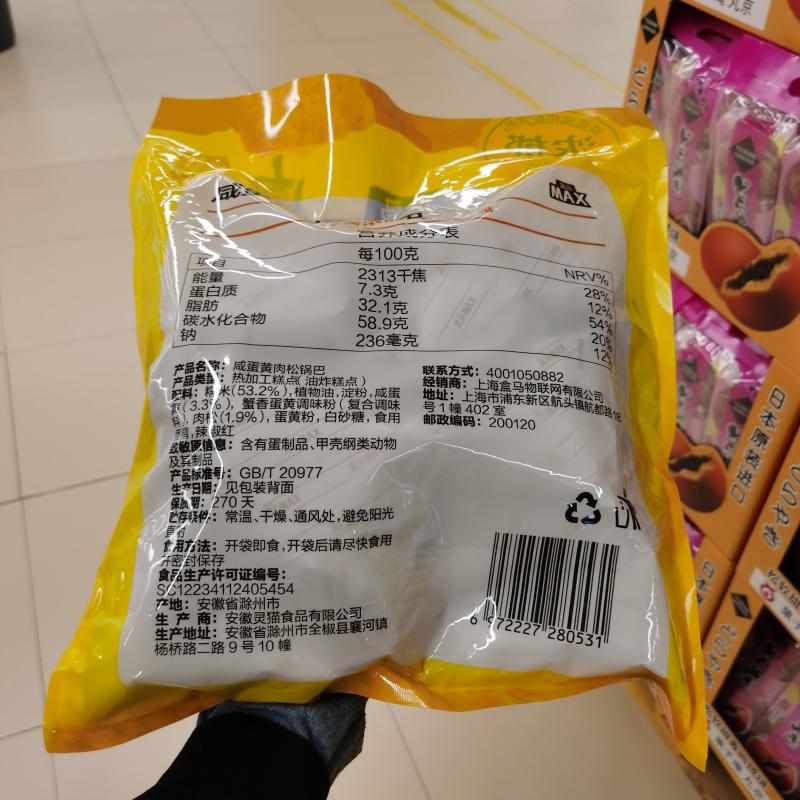 咸蛋
MAX
营养成分表
项目
每100克
NRV%
能量
2313千焦
28%
蛋白质
7.3克
12%
脂肪
32.1克
54%
碳水化合物
58.9克
20%
钠
236毫克
12%
产品名称：咸蛋黄肉松锅巴
产品类型：热加工糕点（油炸糕点）
配料：糯米(53.2%)，植物油，淀粉，咸蛋
黄(3.3%)，蟹香蛋黄调味粉（复合调味
料），肉松(1.9%)，蛋黄粉，白砂糖，食用
香精，辣椒红
致敏原信息：含有蛋制品、甲壳纲类动物
及其制品
产品标准号：GB/T 20977
生产日期：见包装背面
保质期：270 天
贮存条件：常温、干燥、通风处，避免阳光
直射
食用方法：开袋即食，开袋后请尽快食用
并密封保存
食品生产许可证编号：
SC12234112405454
产地：安徽省滁州市
生 产 商：安徽灵猫食品有限公司
生产地址：安徽省滁州市全椒县襄河镇
杨桥路二路 9 号 10 幢
联系方式：4001050882
经销商：上海盒马物联网有限公司
地址：上海市浦东新区航头镇航都路 18
号 1 幢 402 室
邮政编码：200120
6 972227 280531
日本原装进口
ひのやき